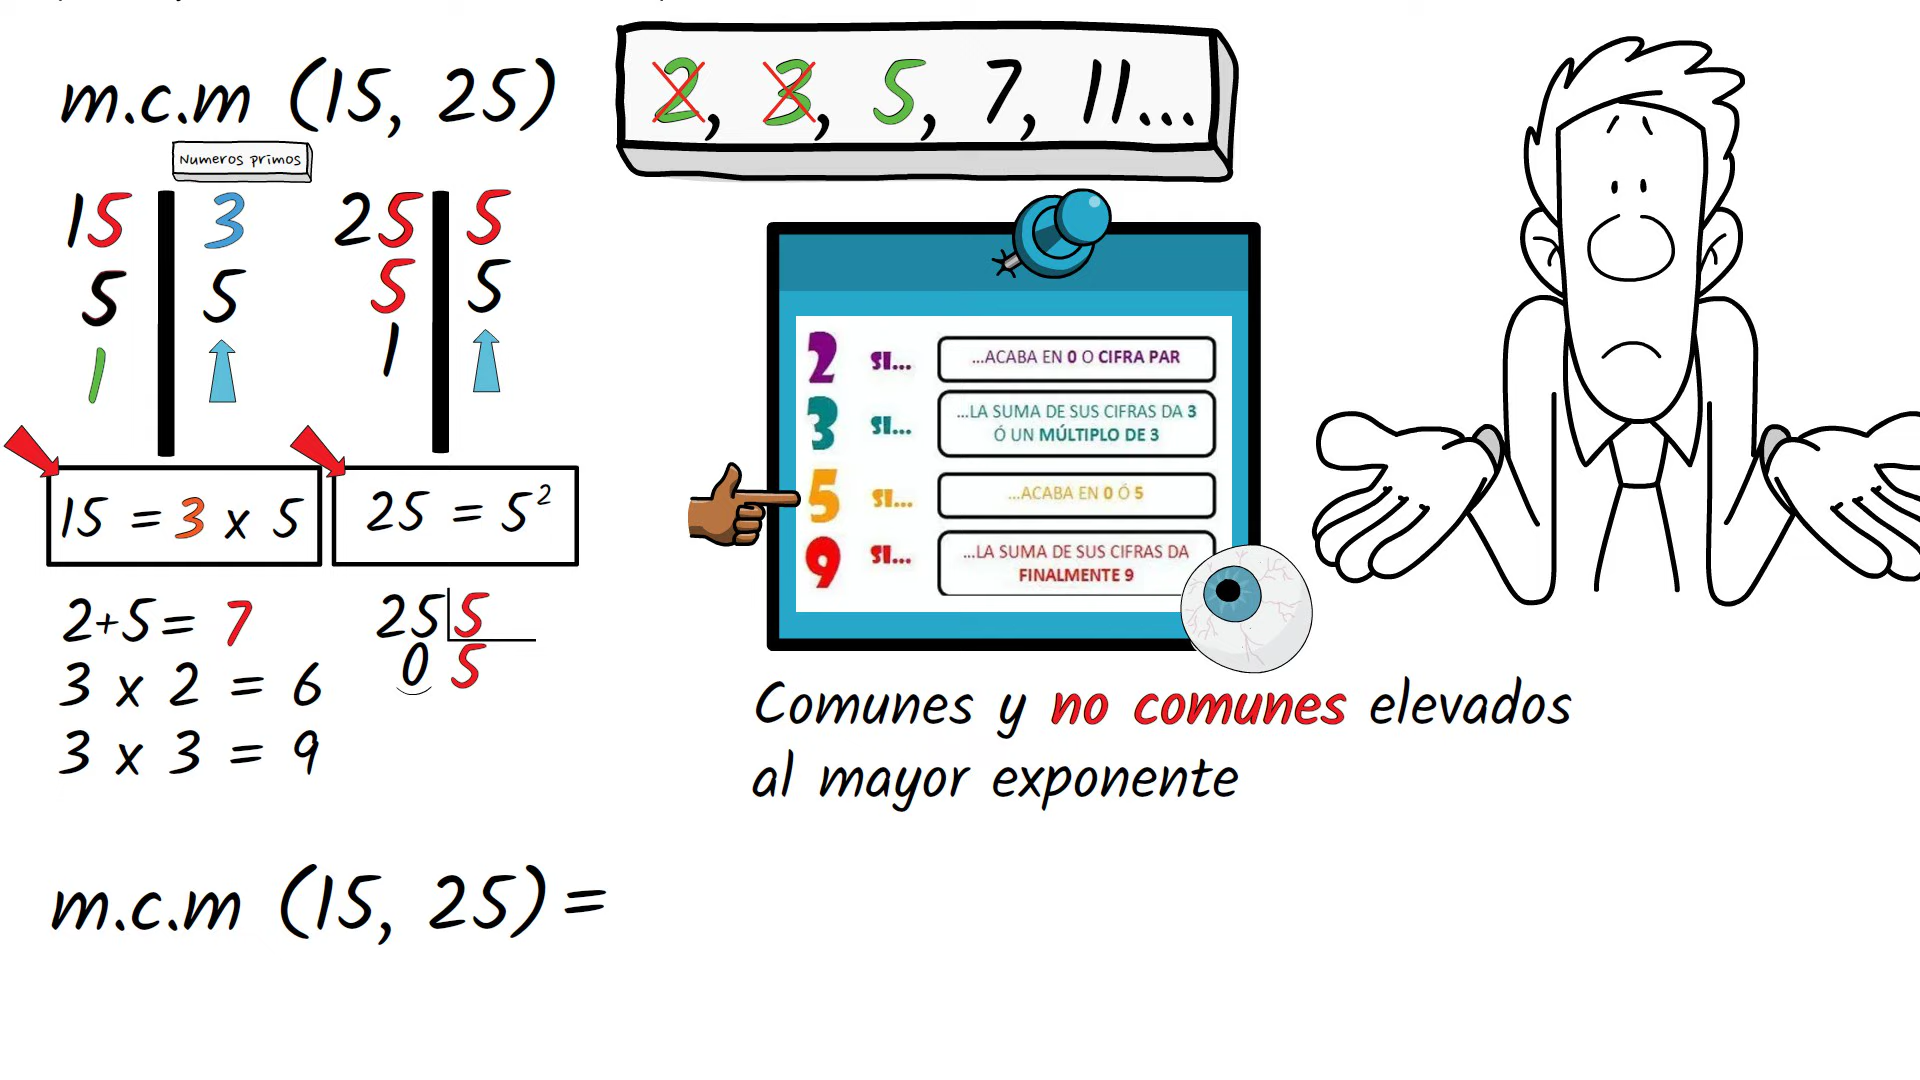 m.c.m (15, 25)
2, 3, 5, 7, 11...
Numeros primos
15 3
5 5
1
25 5
5 5
1
15 = 3 x 5
25 = 5²
2+5= 7
3 x 2 = 6
3 x 3 = 9
25 5
0 5
2 SI... ...ACABA EN 0 O CIFRA PAR
3 SI... ...LA SUMA DE SUS CIFRAS DA 3
Ó UN MÚLTIPLO DE 3
5 SI... ...ACABA EN 0 Ó 5
9 SI... ...LA SUMA DE SUS CIFRAS DA
FINALMENTE 9
Comunes y no comunes elevados
al mayor exponente
m.c.m (15, 25)=